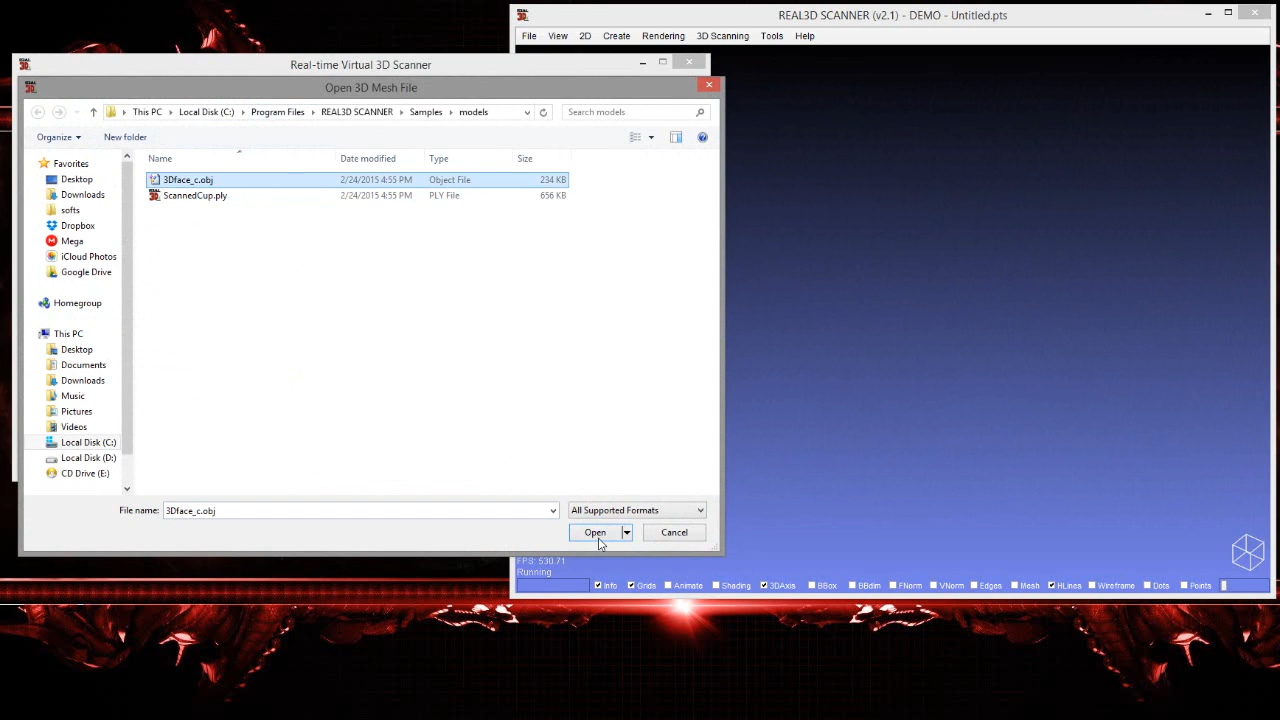 REAL3D SCANNER (v2.1) - DEMO - Untitled.pts
File View 2D Create Rendering 3D Scanning Tools Help
Real-time Virtual 3D Scanner
Open 3D Mesh File
This PC Local Disk (C:) Program Files REAL3D SCANNER Samples models Search models
Organize New folder
Name Date modified Type Size
3Dface_c.obj 2/24/2015 4:55 PM Object File 234 KB
ScannedCup.ply 2/24/2015 4:55 PM PLY File 656 KB
Favorites
Desktop
Downloads
softs
Dropbox
Mega
iCloud Photos
Google Drive
Homegroup
This PC
Desktop
Documents
Downloads
Music
Pictures
Videos
Local Disk (C:)
Local Disk (D:)
CD Drive (E:)
File name: 3Dface_c.obj All Supported Formats
Open Cancel
FPS: 530.71
Running
Info Grids Animate Shading 3DAxis BBox BBdim FNorm VNorm Edges Mesh HLines Wireframe Dots Points